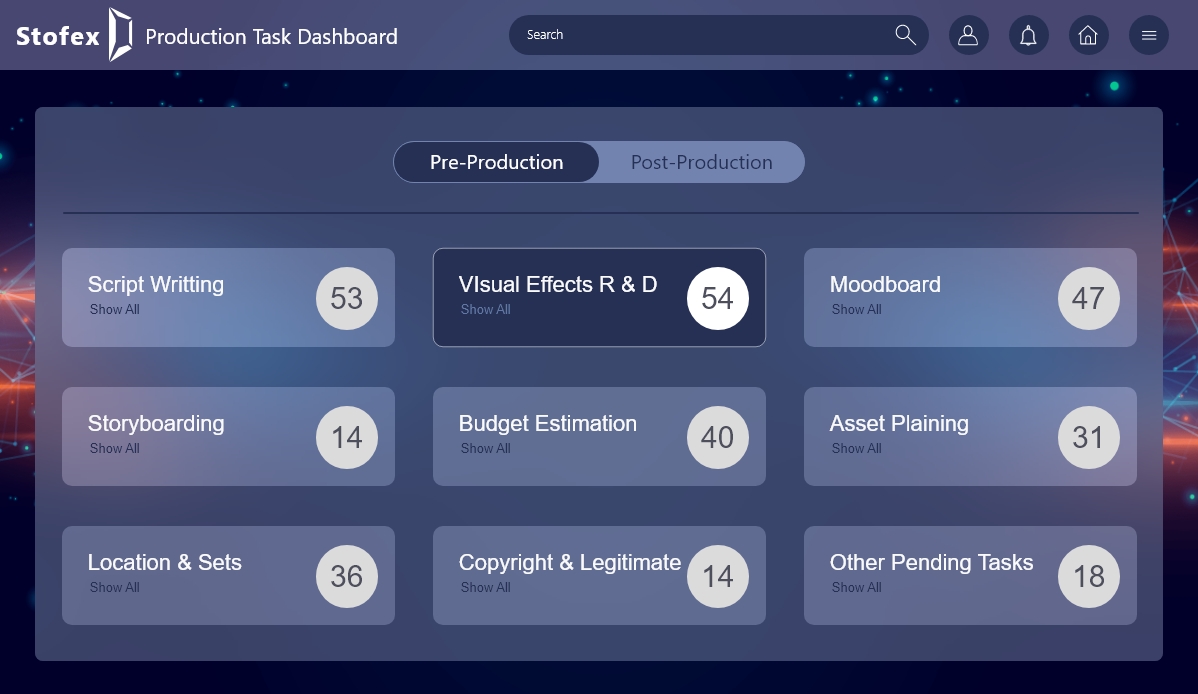 Stofex
Production Task Dashboard
Search
Pre-Production
Post-Production
Script Writting
Show All
53
VIsual Effects R & D
Show All
54
Moodboard
Show All
47
Storyboarding
Show All
14
Budget Estimation
Show All
40
Asset Plaining
Show All
31
Location & Sets
Show All
36
Copyright & Legitimate
Show All
14
Other Pending Tasks
Show All
18